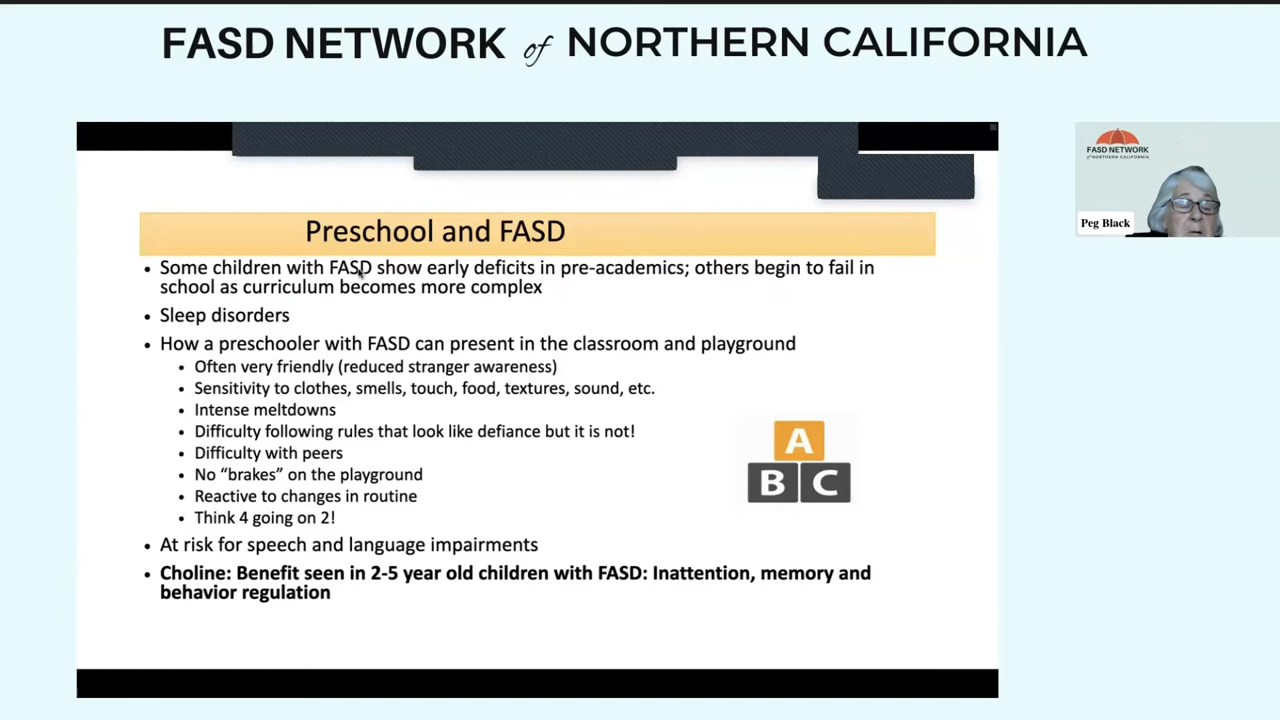 FASD NETWORK of NORTHERN CALIFORNIA
FASD NETWORK
of NORTHERN CALIFORNIA
Peg Black
Preschool and FASD
• Some children with FASD show early deficits in pre-academics; others begin to fail in
school as curriculum becomes more complex
• Sleep disorders
• How a preschooler with FASD can present in the classroom and playground
• Often very friendly (reduced stranger awareness)
• Sensitivity to clothes, smells, touch, food, textures, sound, etc.
• Intense meltdowns
• Difficulty following rules that look like defiance but it is not!
• Difficulty with peers
• No “brakes” on the playground
• Reactive to changes in routine
• Think 4 going on 2!
• At risk for speech and language impairments
• Choline: Benefit seen in 2-5 year old children with FASD: Inattention, memory and
behavior regulation
A
B C